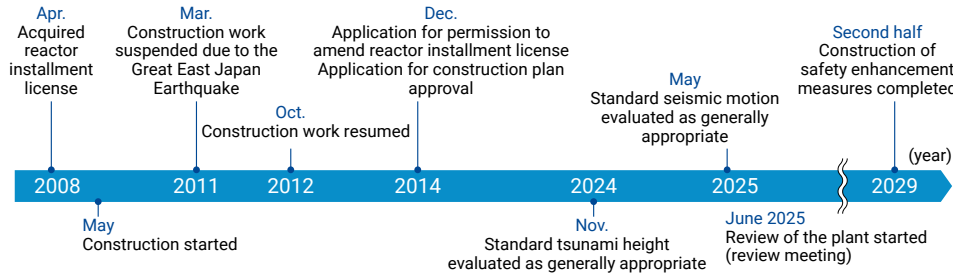 Apr.
Acquired
reactor
installment
license
Mar.
Construction work
suspended due to the
Great East Japan
Earthquake
Oct.
Construction work resumed
Dec.
Application for permission to
amend reactor installment license
Application for construction plan
approval
May
Standard seismic motion
evaluated as generally
appropriate
Second half
Construction of
safety enhancement
measures completed
(year)
2008 2011 2012 2014 2024 2025 2029
May
Construction started
Nov.
Standard tsunami height
evaluated as generally appropriate
June 2025
Review of the plant started
(review meeting)